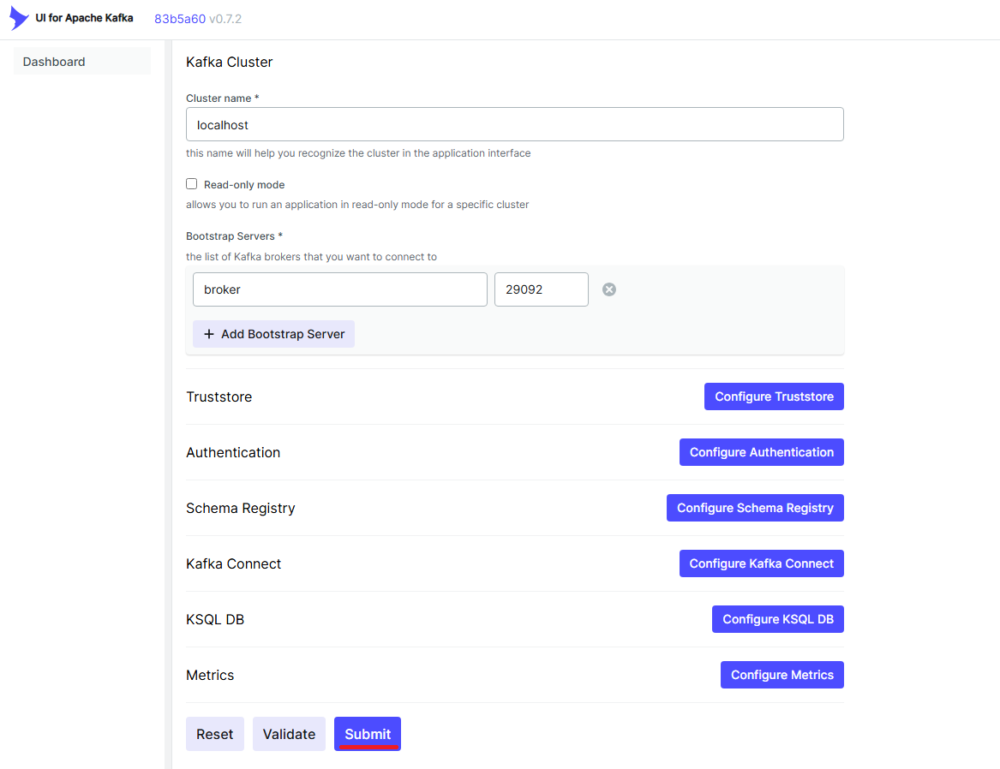 UI for Apache Kafka 83b5a60 v0.7.2
Dashboard
Kafka Cluster
Cluster name *
localhost
this name will help you recognize the cluster in the application interface
Read-only mode
allows you to run an application in read-only mode for a specific cluster
Bootstrap Servers *
the list of Kafka brokers that you want to connect to
broker 29092
+ Add Bootstrap Server
Truststore Configure Truststore
Authentication Configure Authentication
Schema Registry Configure Schema Registry
Kafka Connect Configure Kafka Connect
KSQL DB Configure KSQL DB
Metrics Configure Metrics
Reset Validate Submit